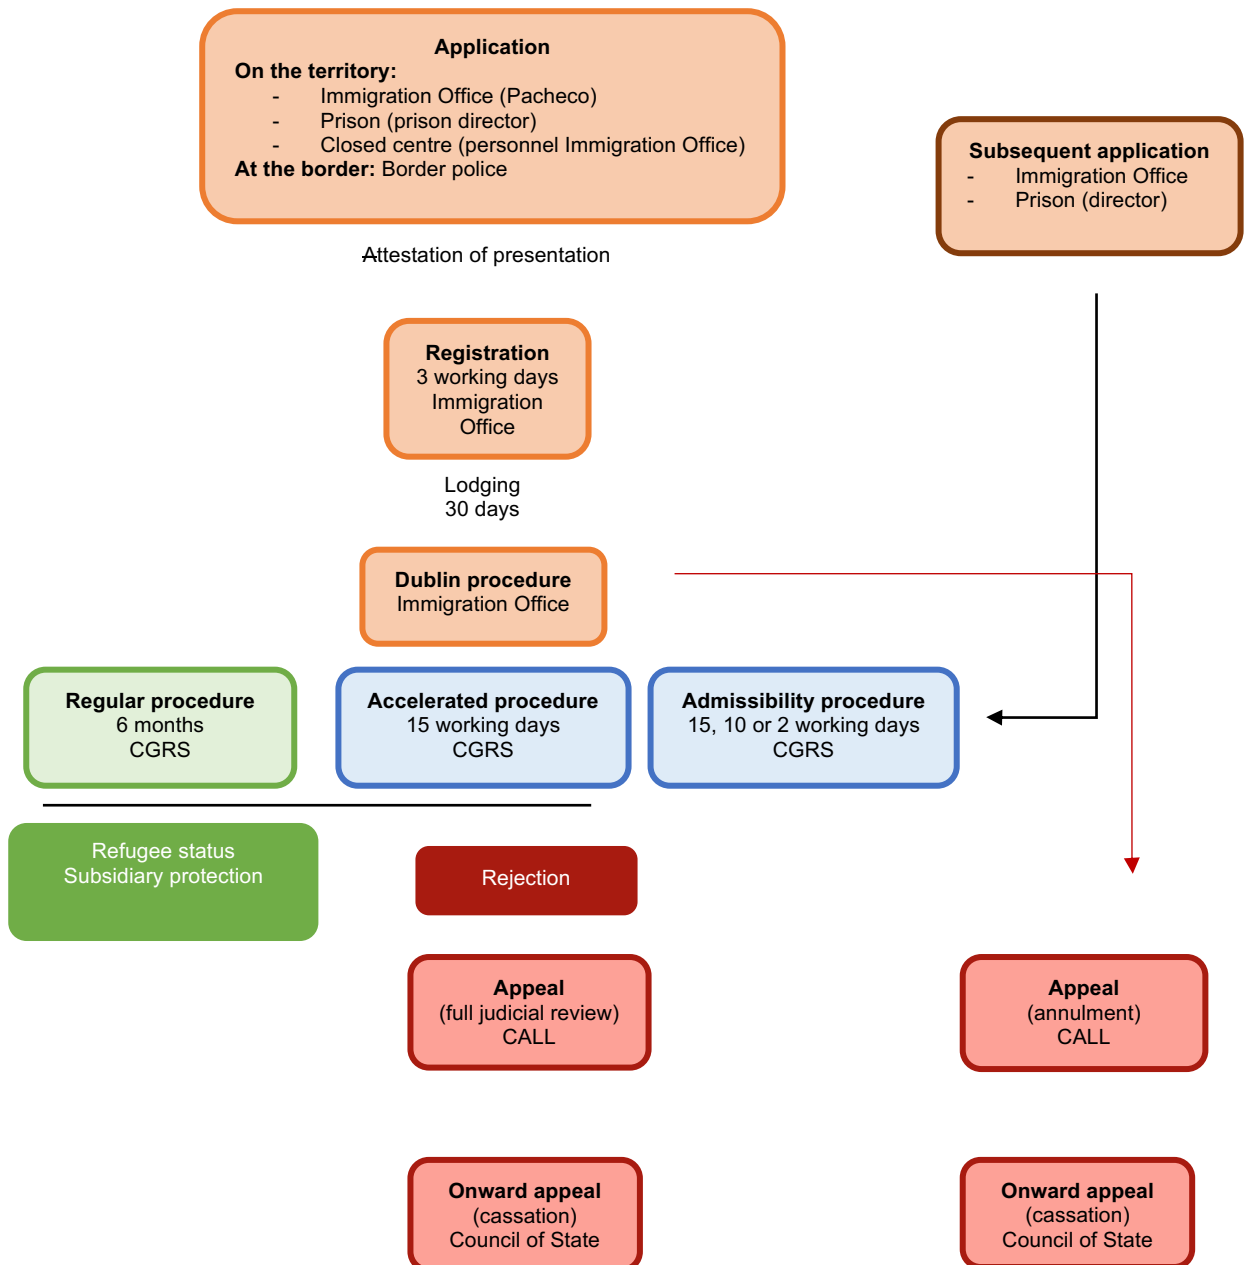 Application
On the territory:
- Immigration Office (Pacheco)
- Prison (prison director)
- Closed centre (personnel Immigration Office)
At the border: Border police
Subsequent application
- Immigration Office
- Prison (director)
Attestation of presentation
Registration
3 working days
Immigration
Office
Lodging
30 days
Dublin procedure
Immigration Office
Regular procedure
6 months
CGRS
Accelerated procedure
15 working days
CGRS
Admissibility procedure
15, 10 or 2 working days
CGRS
Refugee status
Subsidiary protection
Rejection
Appeal
(full judicial review)
CALL
Appeal
(annulment)
CALL
Onward appeal
(cassation)
Council of State
Onward appeal
(cassation)
Council of State